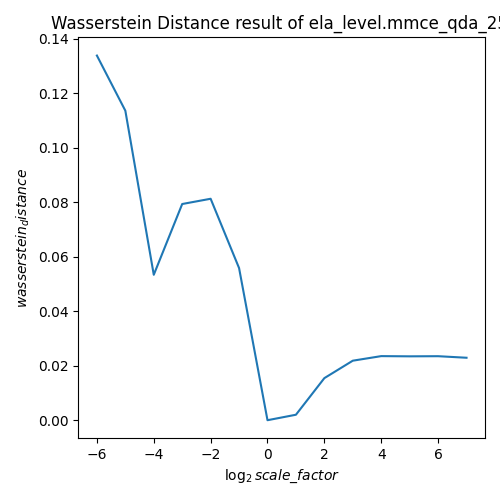 Wasserstein Distance result of ela_level.mmce_qda_25
0.14
0.12
0.10
0.08
0.06
0.04
0.02
0.00
wasserstein_distance
−6 −4 −2 0 2 4 6
log₂ scale_factor